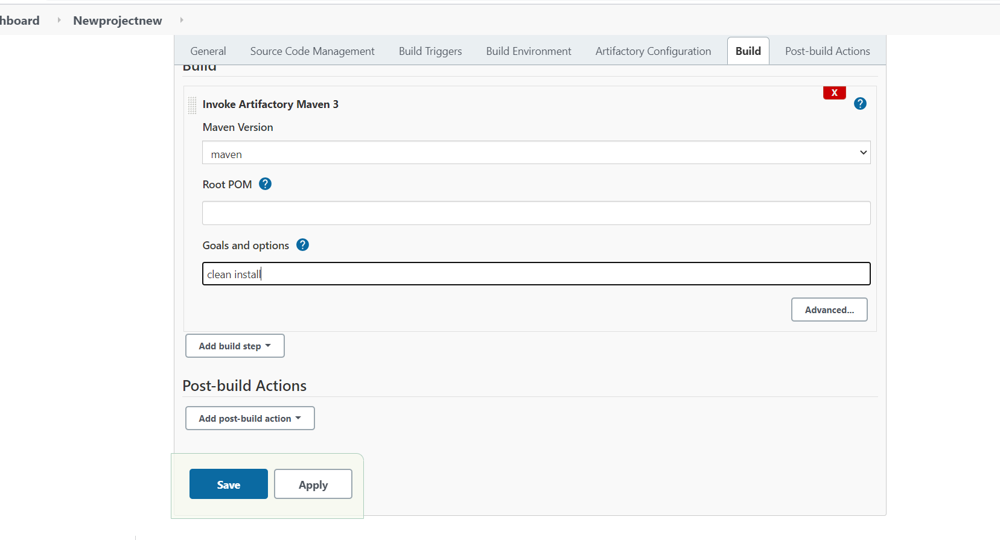 hboard Newprojectnew
General Source Code Management Build Triggers Build Environment Artifactory Configuration Build Post-build Actions
Build
X
Invoke Artifactory Maven 3 ?
Maven Version
maven
Root POM ?
Goals and options ?
clean install
Advanced...
Add build step
Post-build Actions
Add post-build action
Save Apply